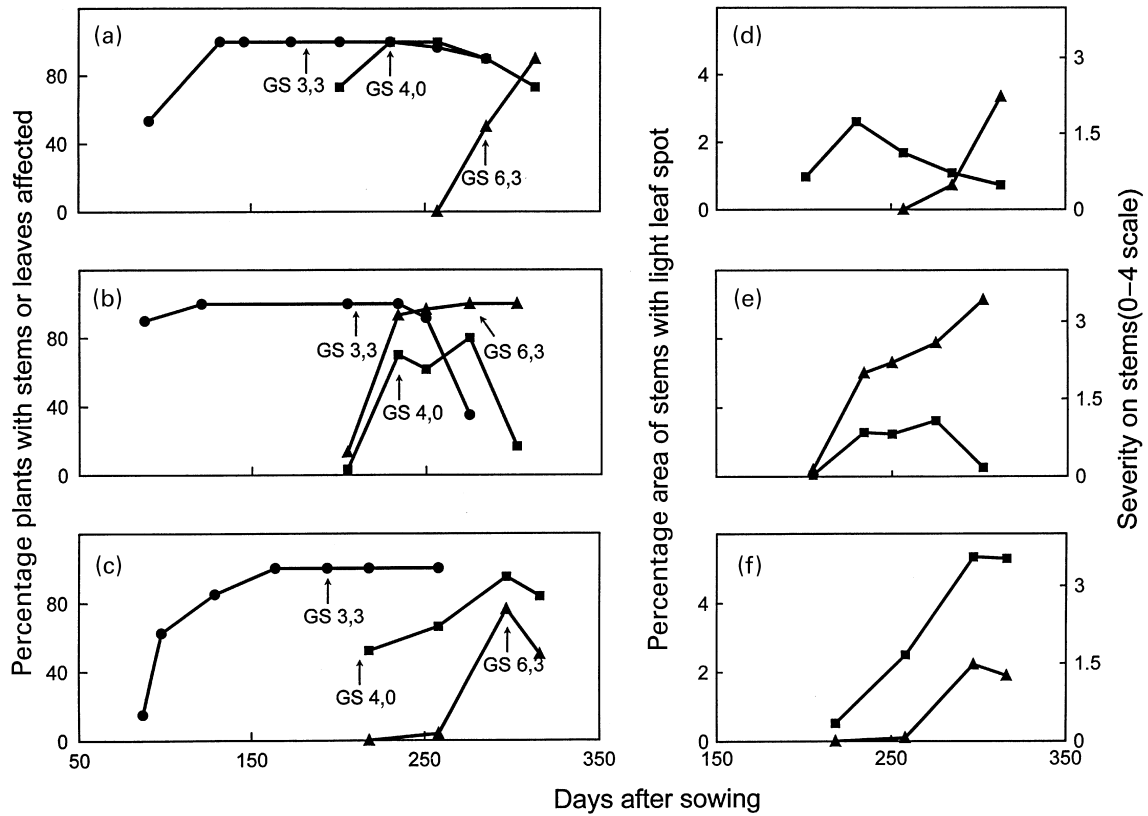 Percentage plants with stems or leaves affected
(a)
80
40
0
GS 3,3
GS 4,0
GS 6,3
(b)
80
40
0
GS 3,3
GS 4,0
GS 6,3
(c)
80
40
0
GS 3,3
GS 4,0
GS 6,3
50 150 250 350
Percentage area of stems with light leaf spot
(d)
4
2
0
3
1.5
0
(e)
3
1.5
0
(f)
4
2
0
3
1.5
0
150 250 350
Severity on stems(0–4 scale)
Days after sowing